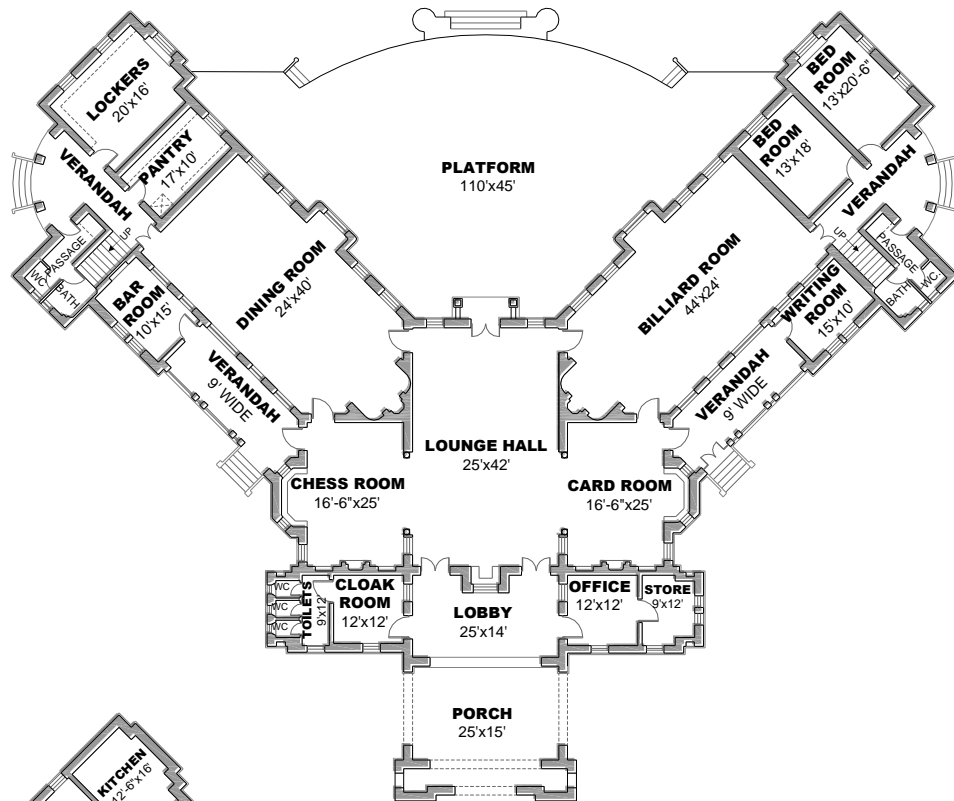 LOCKERS
20'x16'
PANTRY
17'x10'
VERANDAH
UP
PASSAGE
WC
BATH
BAR
ROOM
10'x15'
DINING ROOM
24'x40'
VERANDAH
9' WIDE
PLATFORM
110'x45'
BED
ROOM
13'x20'-6"
BED
ROOM
13'x18'
VERANDAH
UP
PASSAGE
WC
BATH
BILLIARD ROOM
44'x24'
WRITING
ROOM
15'x10'
VERANDAH
9' WIDE
LOUNGE HALL
25'x42'
CHESS ROOM
16'-6"x25'
CARD ROOM
16'-6"x25'
WC
WC
WC
TOILETS
9'x12'
CLOAK
ROOM
12'x12'
LOBBY
25'x14'
OFFICE
12'x12'
STORE
9'x12'
PORCH
25'x15'
KITCHEN
12'-6"x16'